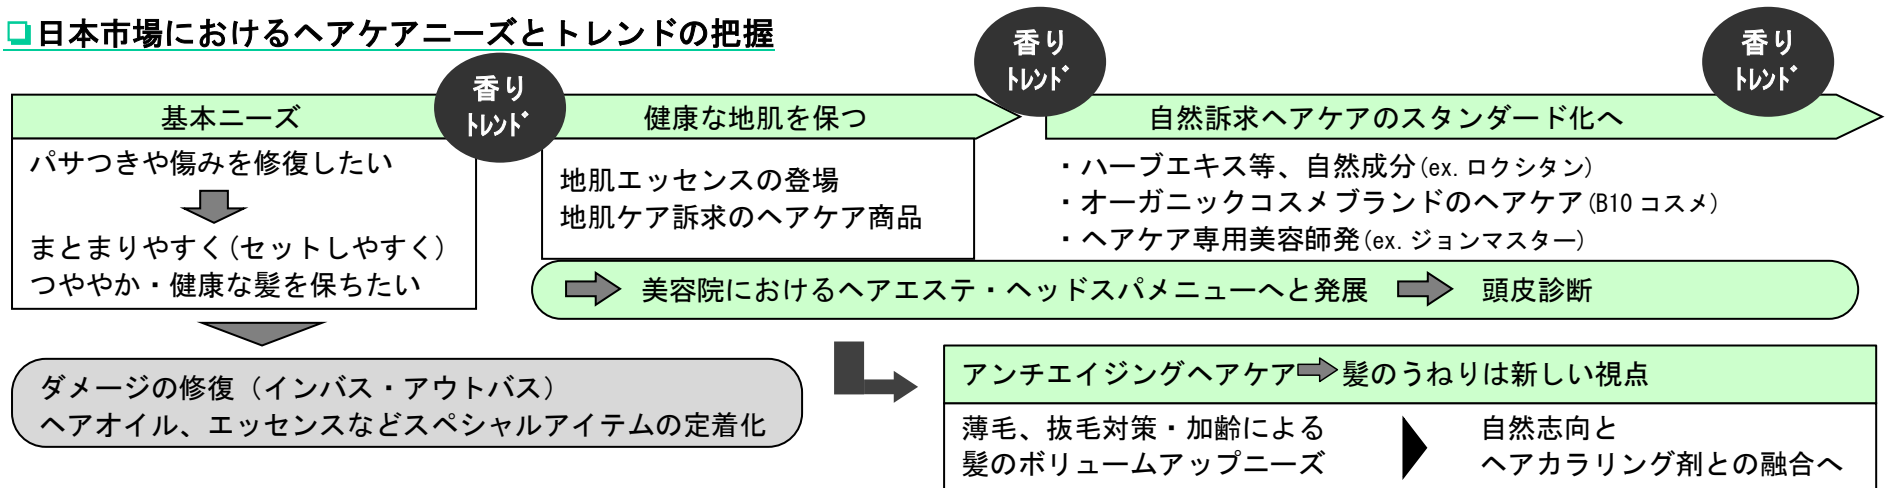 日本市場におけるヘアケアニーズとトレンドの把握
香り
トレンド
香り
トレンド
香り
トレンド
基本ニーズ
パサつきや傷みを修復したい
まとまりやすく(セットしやすく)
つややか・健康な髪を保ちたい
健康な地肌を保つ
地肌エッセンスの登場
地肌ケア訴求のヘアケア商品
自然訴求ヘアケアのスタンダード化へ
・ハーブエキス等、自然成分(ex. ロクシタン)
・オーガニックコスメブランドのヘアケア(B10 コスメ)
・ヘアケア専用美容師発(ex. ジョンマスター)
美容院におけるヘアエステ・ヘッドスパメニューへと発展 頭皮診断
ダメージの修復（インバス・アウトバス）
ヘアオイル、エッセンスなどスペシャルアイテムの定着化
アンチエイジングヘアケア 髪のうねりは新しい視点
薄毛、抜毛対策・加齢による
髪のボリュームアップニーズ
自然志向と
ヘアカラリング剤との融合へ